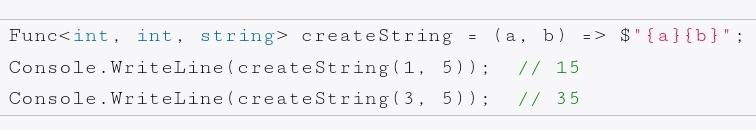 Func<int, int, string> createString = (a, b) => $"{a}{b}";
Console.WriteLine(createString(1, 5));  // 15
Console.WriteLine(createString(3, 5));  // 35